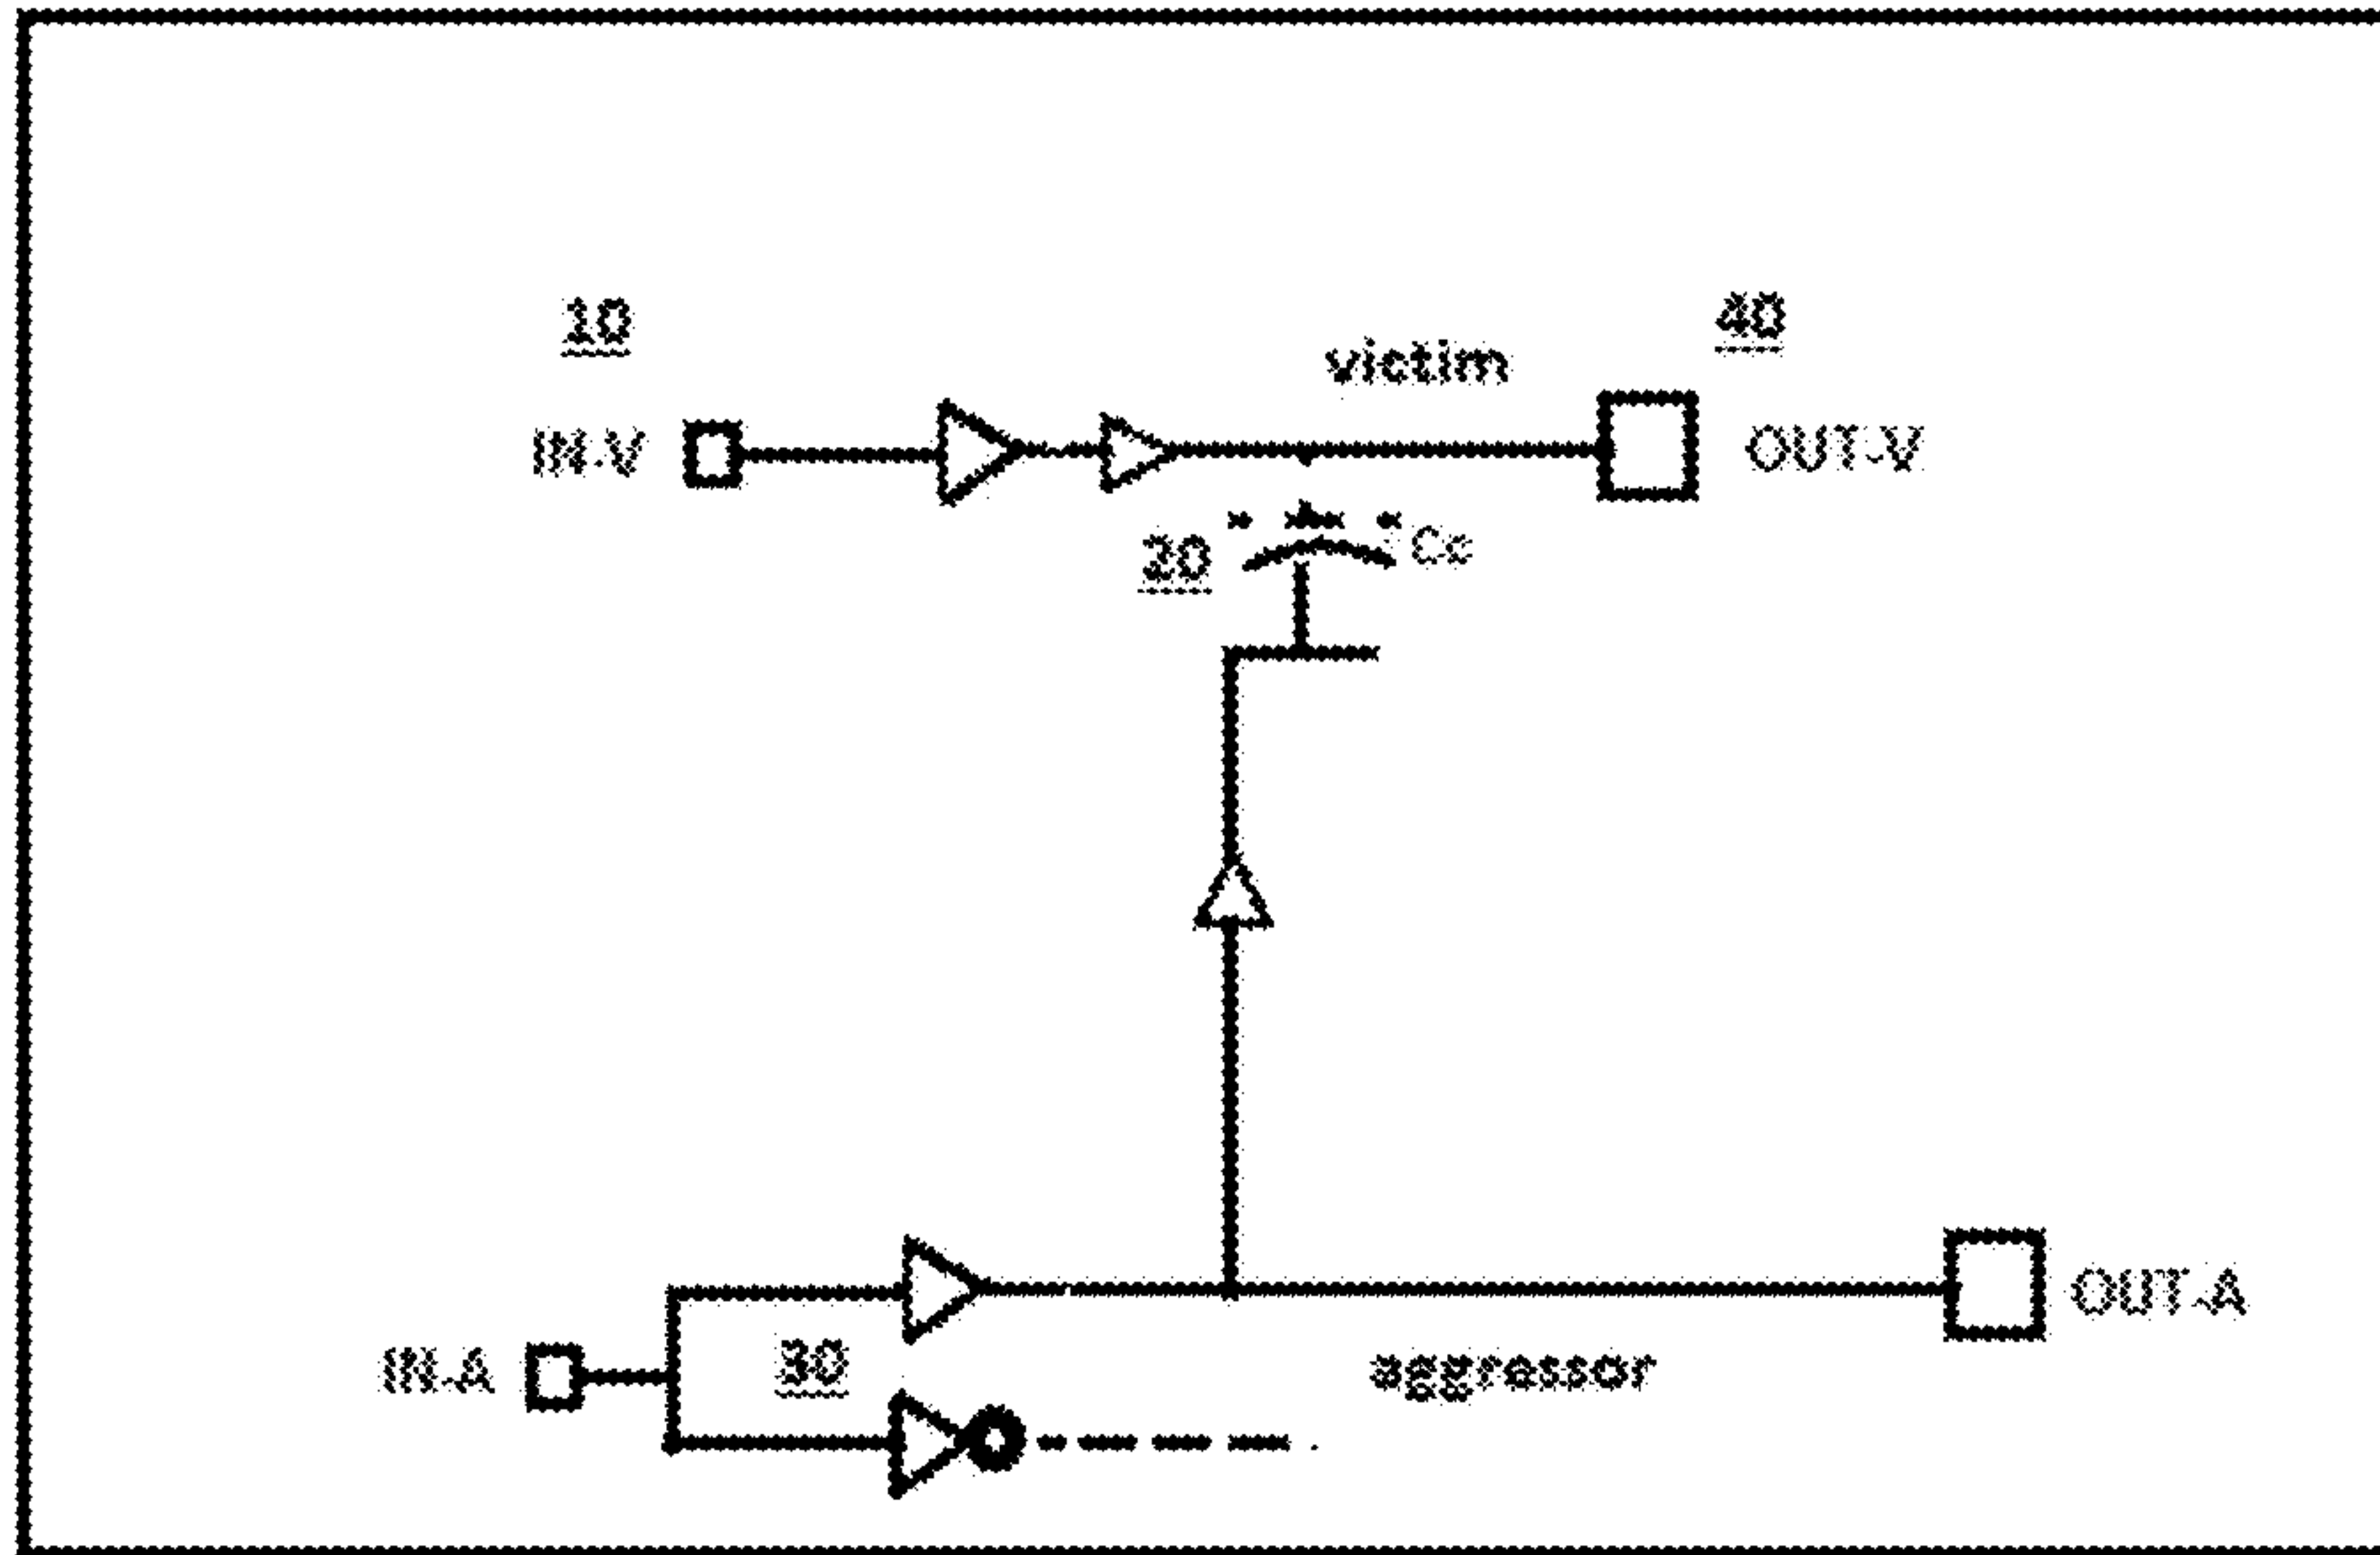 10
40
victim
IN-V
OUT-V
20
Cc
30
IN-A
aggressor
OUT-A